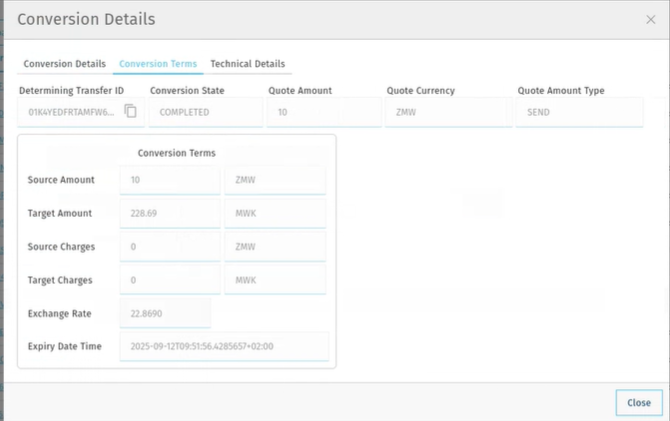 Conversion Details
Conversion Details Conversion Terms Technical Details
Determining Transfer ID Conversion State Quote Amount Quote Currency Quote Amount Type
01K4YEDFRTAMFW6... COMPLETED 10 ZMW SEND
Conversion Terms
Source Amount 10 ZMW
Target Amount 228.69 MWK
Source Charges 0 ZMW
Target Charges 0 MWK
Exchange Rate 22.8690
Expiry Date Time 2025-09-12T09:51:56.4285657+02:00
Close